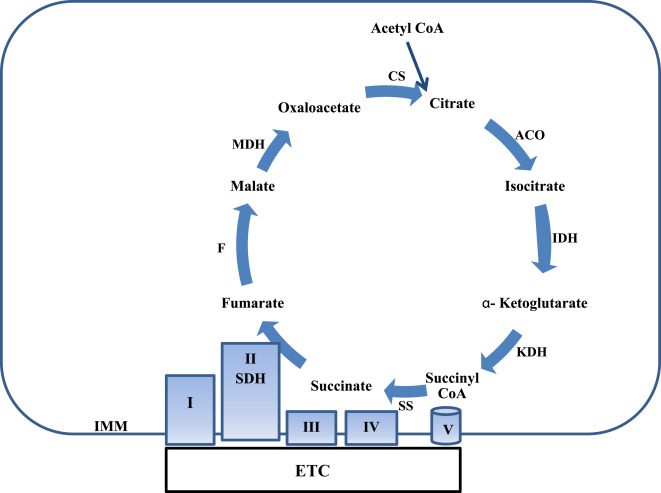 Acetyl CoA
CS
Oxaloacetate
Citrate
MDH
ACO
Malate
Isocitrate
F
IDH
Fumarate
α- Ketoglutarate
II
SDH
KDH
I
Succinate
Succinyl
CoA
SS
IMM
III
IV
V
ETC